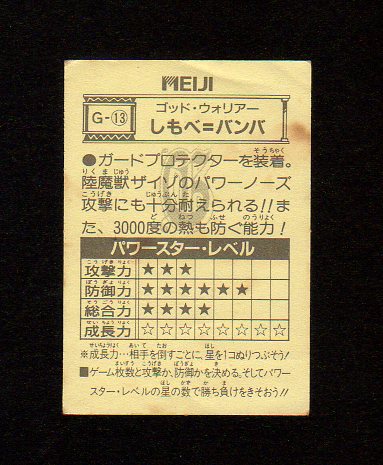 MEIJI
G-⑬
ゴッド・ウォリアー
しもべ=バンバ
●ガードプロテクターを装着。
陸魔獣ザイゾのパワーノーズ
攻撃にも十分耐えられる!!ま
た、3000度の熱も防ぐ能力!
パワースター・レベル
攻撃力 ★★★
防御力 ★★★★★★
総合力 ★★★★
成長力 ☆☆☆☆☆☆☆☆☆
※成長力…相手を倒すごとに、星を1コぬりつぶそう!
■ゲーム枚数と攻撃か、防御かを決める。そしてパワー
スター・レベルの星の数で勝ち負けをきそおう!!